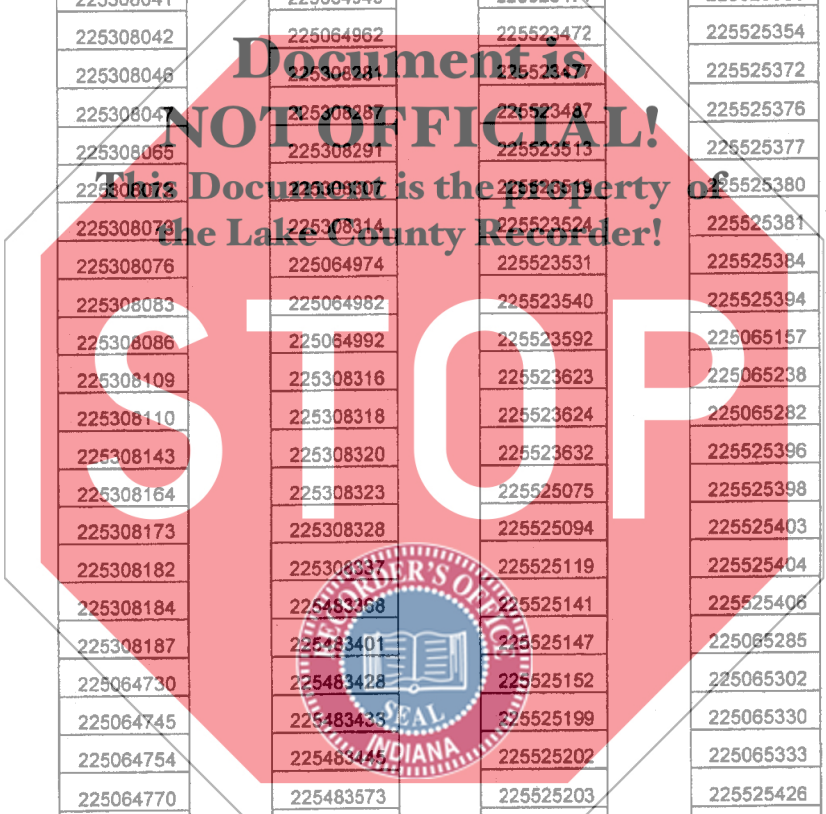 225308042 225064962 225523472 225525354
Document is
225308046 225308281 225523477 225525372
NOT OFFICIAL!
225308047 225308287 225523487 225525376
225308065 225308291 225523513 225525377
This Document is the property of
225308072 225308307 225523519 225525380
the Lake County Recorder!
225308314 225523524 225525381
225308076 225064974 225523531 225525384
225308083 225064982 225523540 225525394
225308086 225064992 225523592 225065157
225308109 225308316 225523623 225065238
225308110 225308318 225523624 225065282
225308143 225308320 225523632 225525396
225308164 225308323 225525075 225525398
225308173 225308328 225525094 225525403
225308182 225308337 225525119 225525404
225308184 225483368 225525141 225525406
225308187 225483401 225525147 225065285
225064730 225483428 225525152 225065302
225064745 225525199 225065330
225064754 225483445 225525202 225065333
225064770 225483573 225525203 225525426
STOP
RECORDER'S OFFICE
SEAL
INDIANA